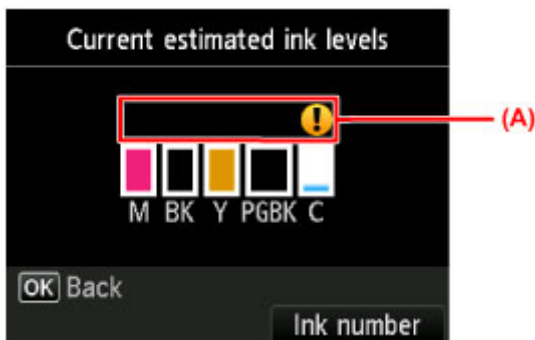 Current estimated ink levels
(A)
M BK Y PGBK C
OK Back
Ink number